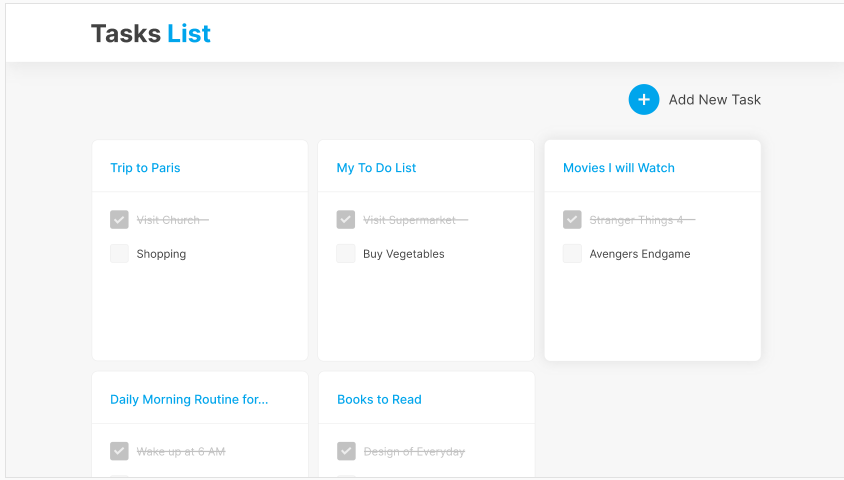 Tasks List
Add New Task
Trip to Paris
Visit Church
Shopping
My To Do List
Visit Supermarket
Buy Vegetables
Movies I will Watch
Stranger Things 4
Avengers Endgame
Daily Morning Routine for...
Wake up at 6 AM
Books to Read
Design of Everyday